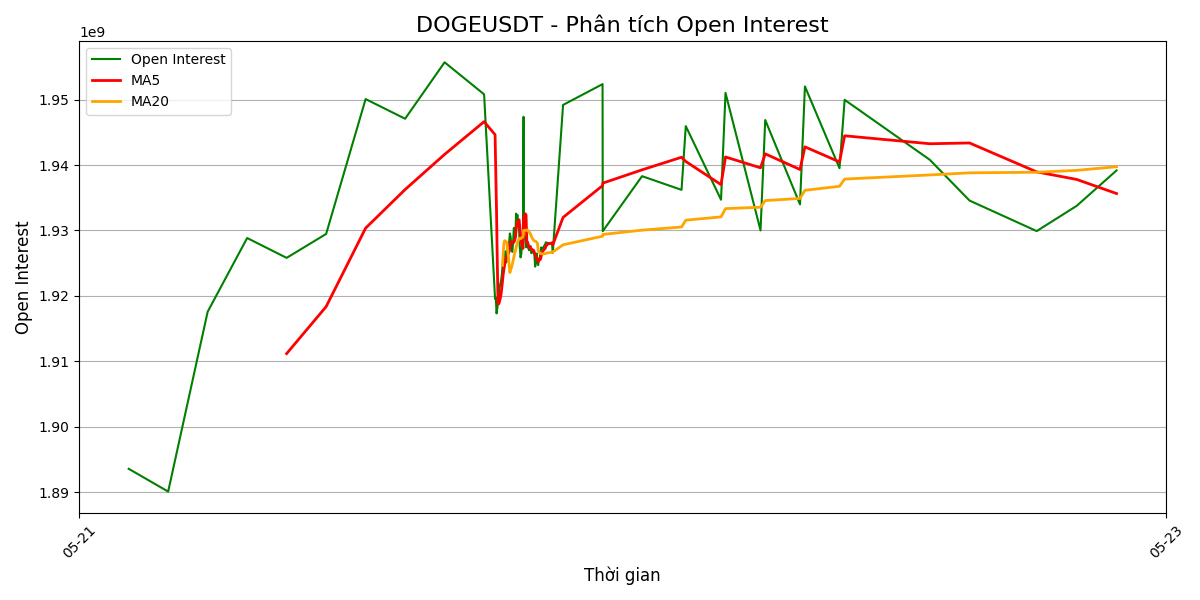 DOGEUSDT - Phân tích Open Interest
1e9
Open Interest
MA5
MA20
1.95
1.94
1.93
1.92
1.91
1.90
1.89
Open Interest
05-21
05-23
Thời gian